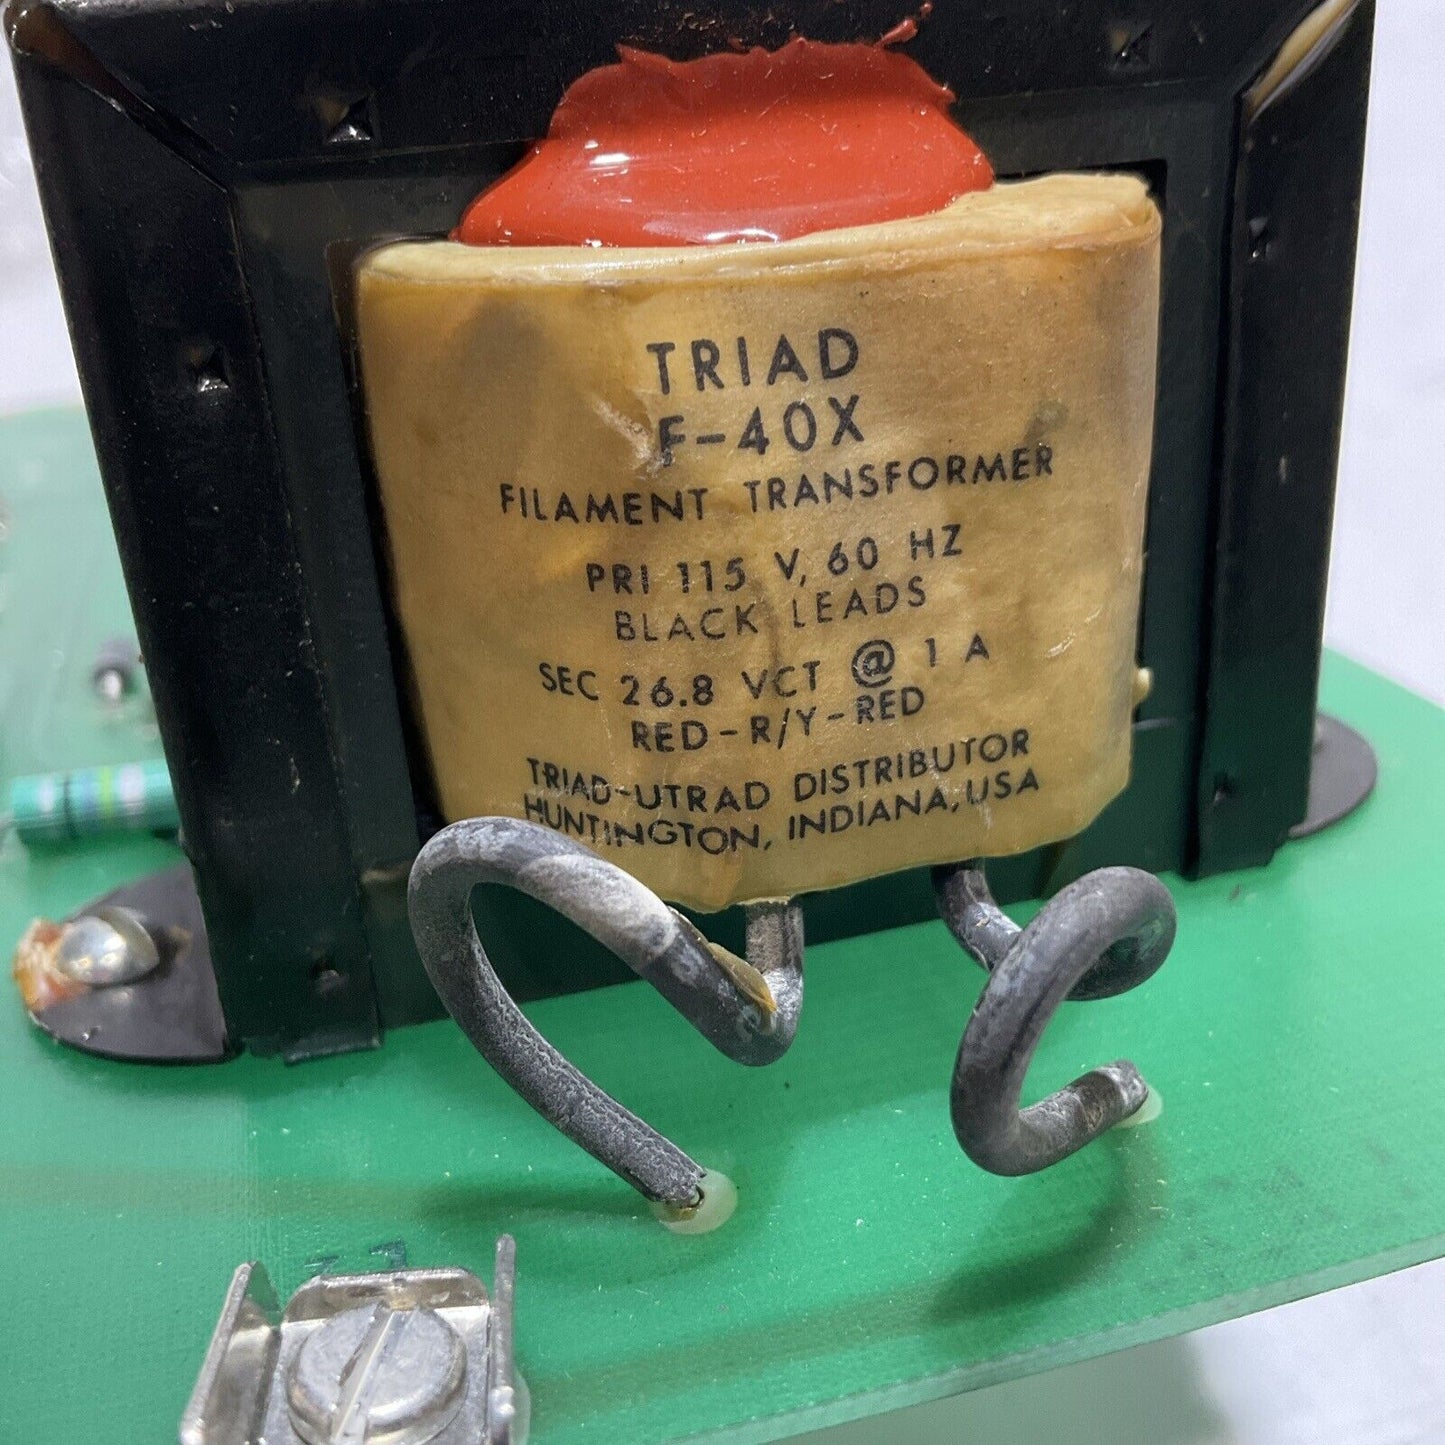 TRIAD
F-40X
FILAMENT TRANSFORMER
PRI 115 V, 60 HZ
BLACK LEADS
SEC 26.8 VCT @ 1 A
RED-R/Y-RED
TRIAD-UTRAD DISTRIBUTOR
HUNTINGTON, INDIANA, USA